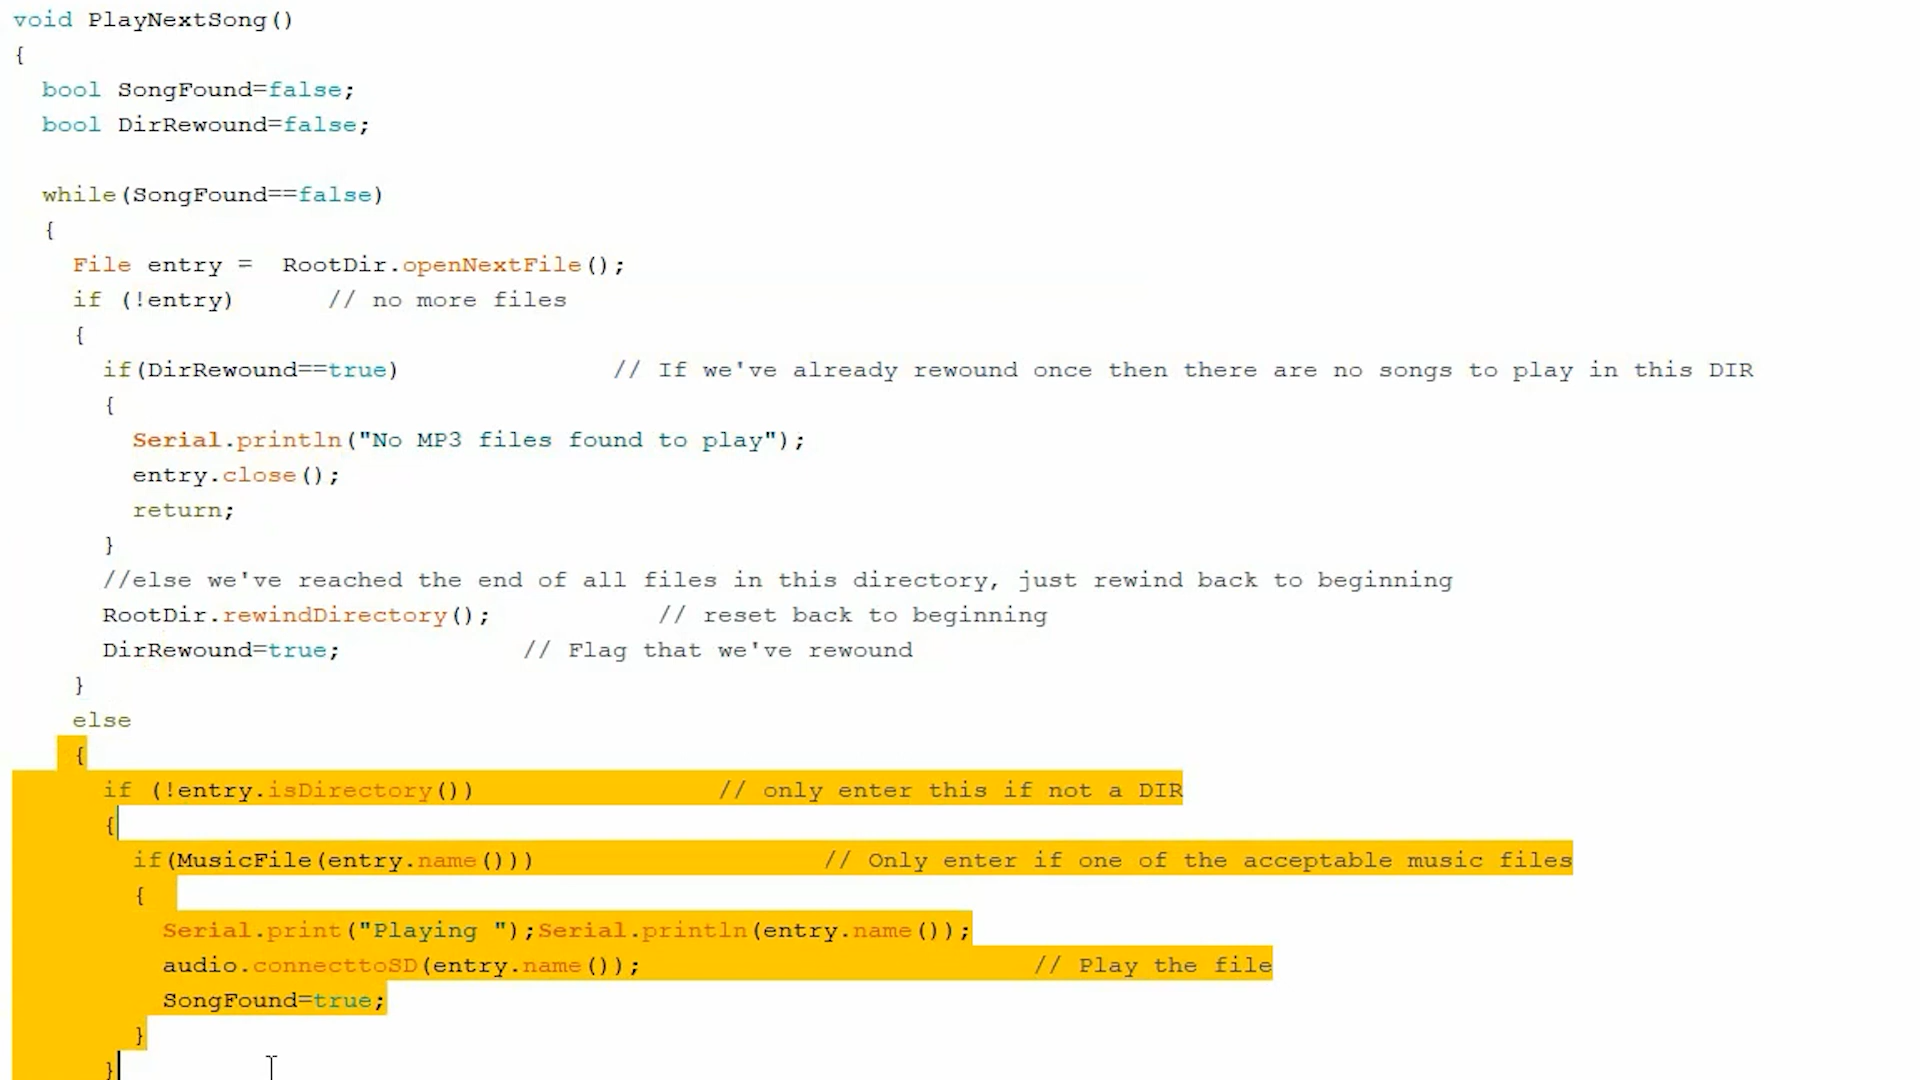 void PlayNextSong()
{
bool SongFound=false;
bool DirRewound=false;
while(SongFound==false)
{
File entry =  RootDir.openNextFile();
if (!entry)      // no more files
{
if(DirRewound==true)              // If we've already rewound once then there are no songs to play in this DIR
{
Serial.println("No MP3 files found to play");
entry.close();
return;
}
//else we've reached the end of all files in this directory, just rewind back to beginning
RootDir.rewindDirectory();           // reset back to beginning
DirRewound=true;            // Flag that we've rewound
}
else
{
if (!entry.isDirectory())                // only enter this if not a DIR
{
if(MusicFile(entry.name()))                   // Only enter if one of the acceptable music files
{
Serial.print("Playing ");Serial.println(entry.name());
audio.connecttoSD(entry.name());                          // Play the file
SongFound=true;
}
}